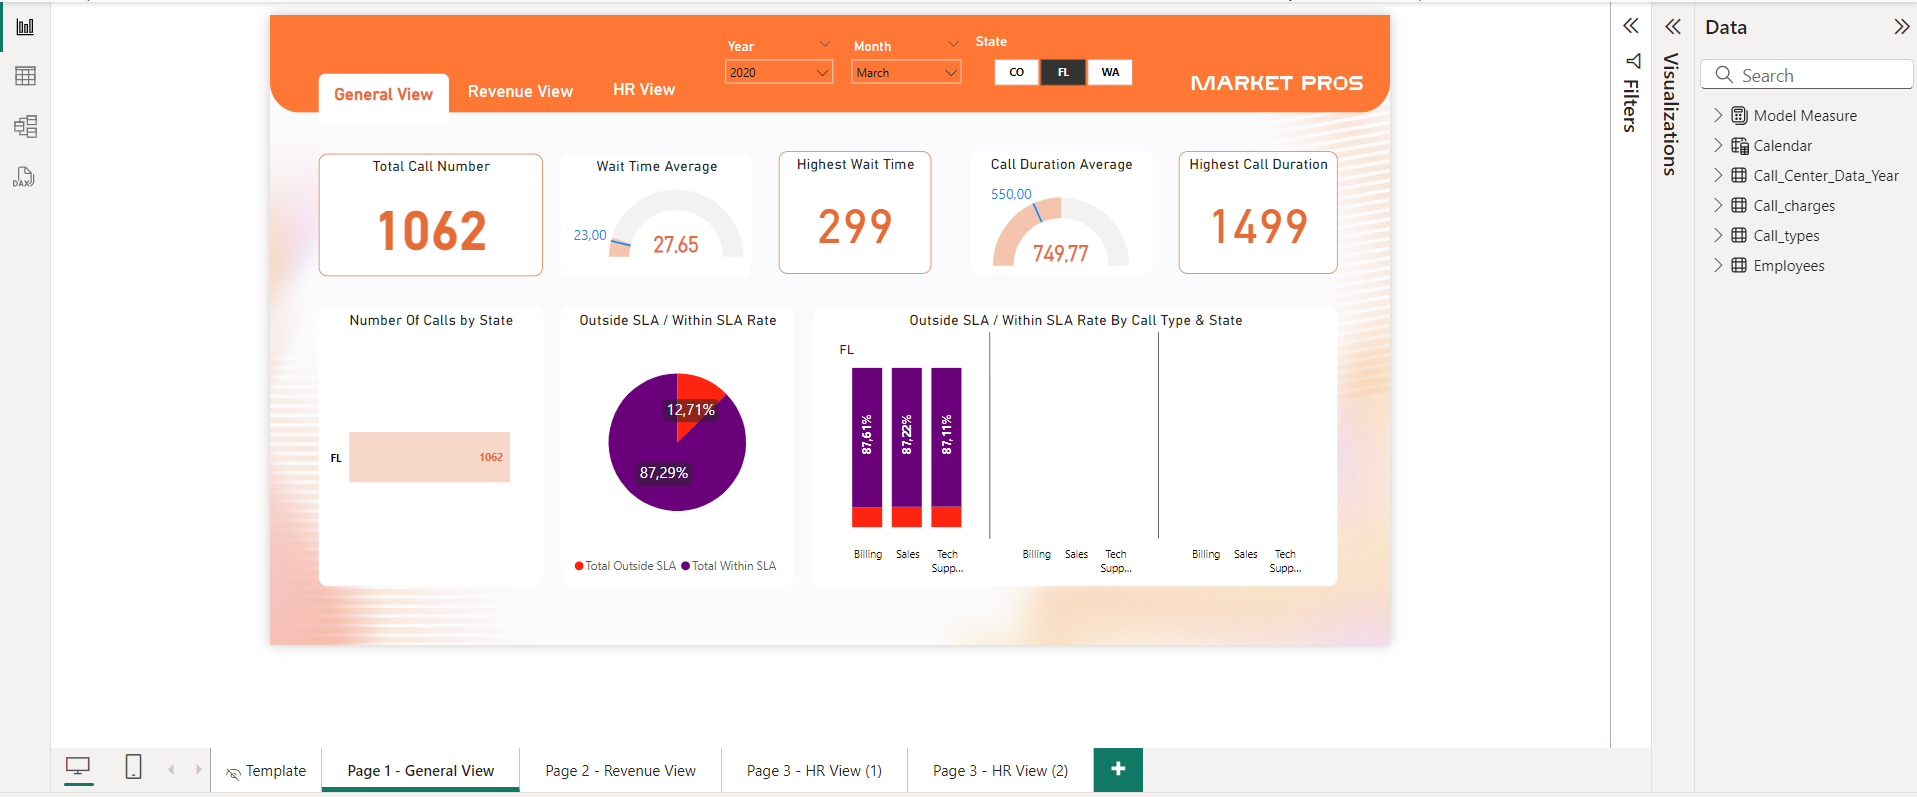 Year
Month
State
2020
March
CO
FL
WA
General View
Revenue View
HR View
MARKET PROS
Total Call Number
1062
Wait Time Average
23,00
27,65
Highest Wait Time
299
Call Duration Average
550,00
749,77
Highest Call Duration
1499
Number Of Calls by State
FL
1062
Outside SLA / Within SLA Rate
12,71%
87,29%
Total Outside SLA
Total Within SLA
Outside SLA / Within SLA Rate By Call Type & State
FL
87,61%
87,22%
87,11%
Billing Sales Tech Supp...
Billing Sales Tech Supp...
Billing Sales Tech Supp...
Filters
Visualizations
Data
Search
Model Measure
Calendar
Call_Center_Data_Year
Call_charges
Call_types
Employees
DAX
Template
Page 1 - General View
Page 2 - Revenue View
Page 3 - HR View (1)
Page 3 - HR View (2)
+